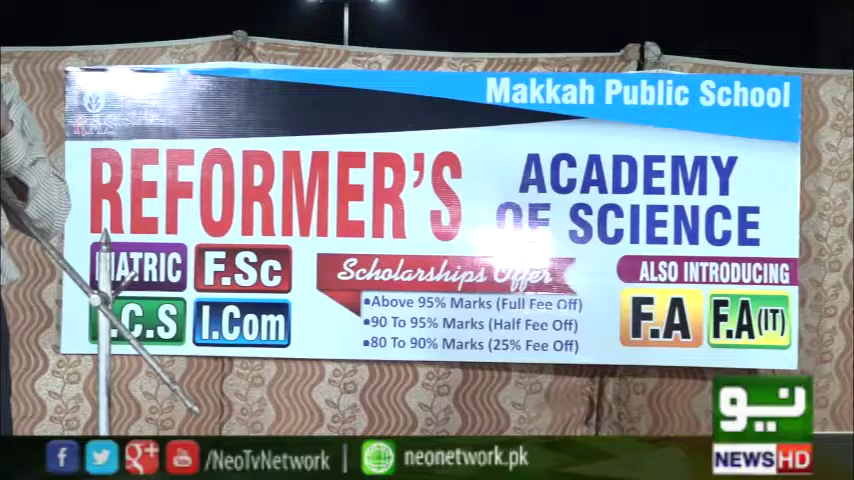 Makkah Public School
REFORMER'S
ACADEMY
OF SCIENCE
MATRIC
F.Sc
I.C.S
I.Com
Scholarships Offer
•Above 95% Marks (Full Fee Off)
•90 To 95% Marks (Half Fee Off)
•80 To 90% Marks (25% Fee Off)
ALSO INTRODUCING
F.A
F.A(IT)
نیو
NEWS HD
/NeoTvNetwork | neonetwork.pk